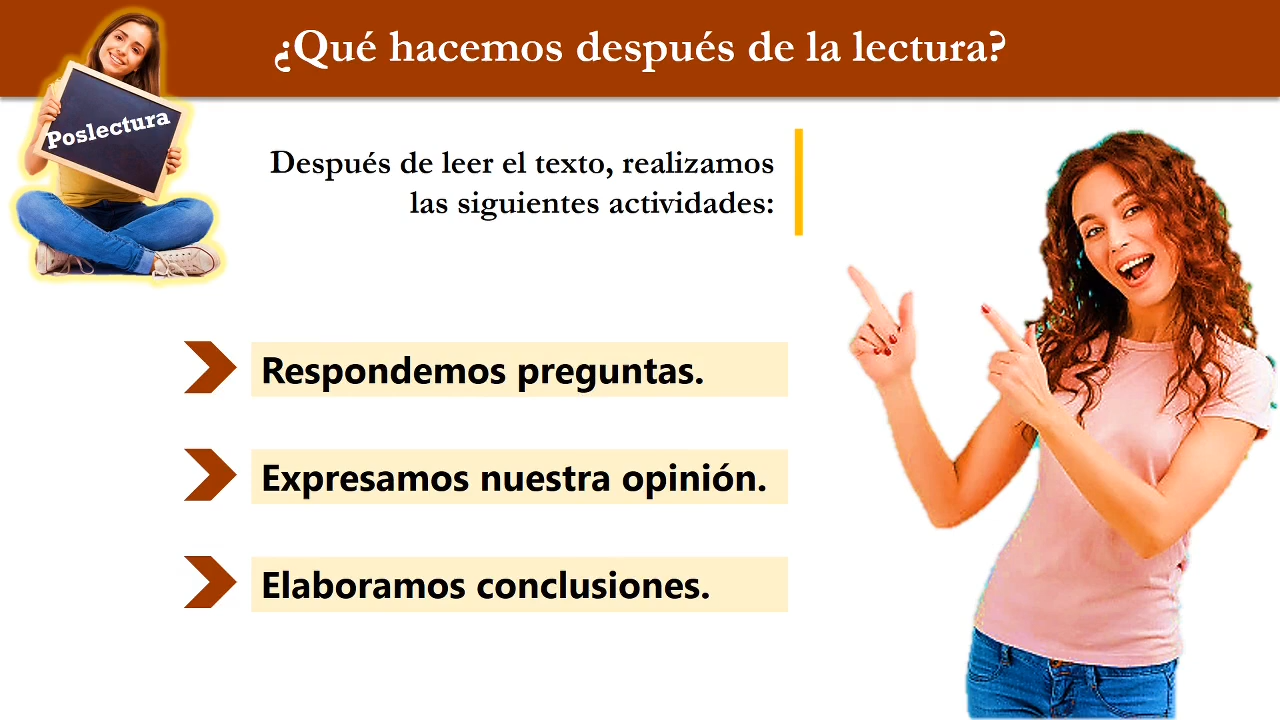 ¿Qué hacemos después de la lectura?
Poslectura
Después de leer el texto, realizamos
las siguientes actividades:
Respondemos preguntas.
Expresamos nuestra opinión.
Elaboramos conclusiones.